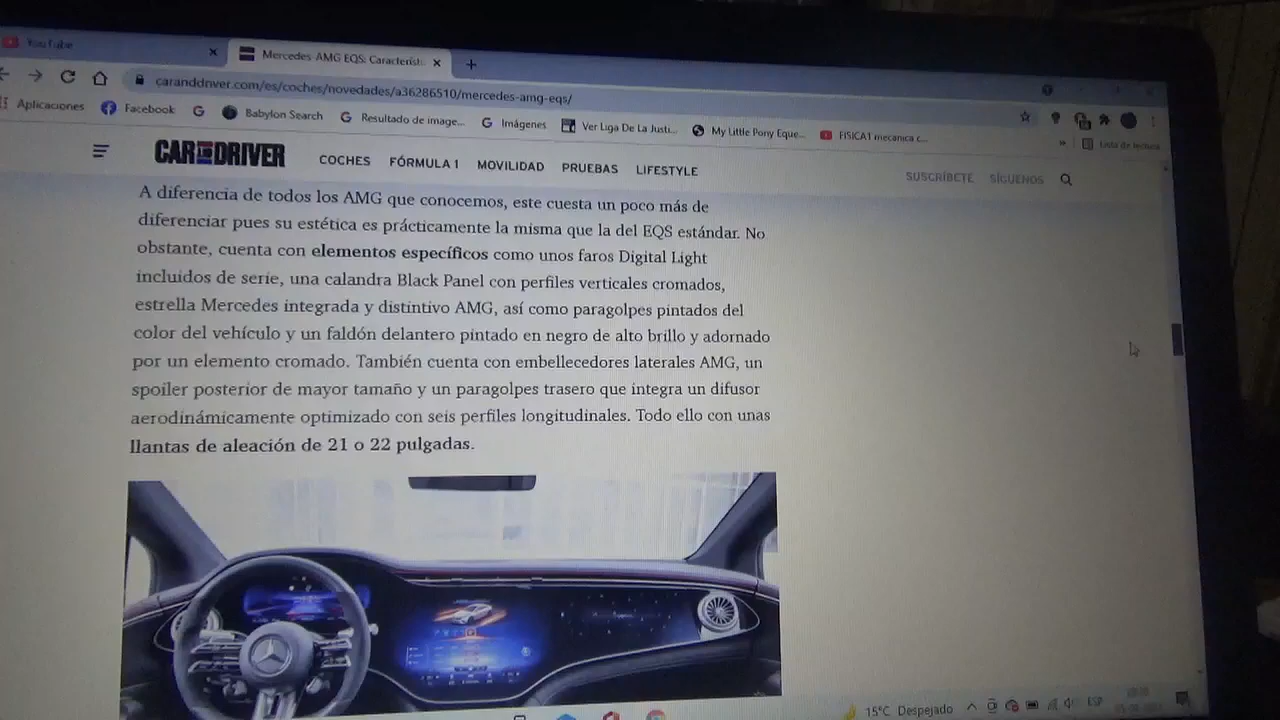 YouTube
Mercedes-AMG EQS: Característ
caranddriver.com/es/coches/novedades/a36286510/mercedes-amg-eqs/
Aplicaciones Facebook Babylon Search Resultado de image... Imágenes Ver Liga De La Justi... My Little Pony Eque... FISICA1 mecanica c...
» Lista de lectura
CAR AND DRIVER COCHES FÓRMULA 1 MOVILIDAD PRUEBAS LIFESTYLE SUSCRÍBETE SÍGUENOS
A diferencia de todos los AMG que conocemos, este cuesta un poco más de
diferenciar pues su estética es prácticamente la misma que la del EQS estándar. No
obstante, cuenta con elementos específicos como unos faros Digital Light
incluidos de serie, una calandra Black Panel con perfiles verticales cromados,
estrella Mercedes integrada y distintivo AMG, así como paragolpes pintados del
color del vehículo y un faldón delantero pintado en negro de alto brillo y adornado
por un elemento cromado. También cuenta con embellecedores laterales AMG, un
spoiler posterior de mayor tamaño y un paragolpes trasero que integra un difusor
aerodinámicamente optimizado con seis perfiles longitudinales. Todo ello con unas
llantas de aleación de 21 o 22 pulgadas.
15°C Despejado ESP